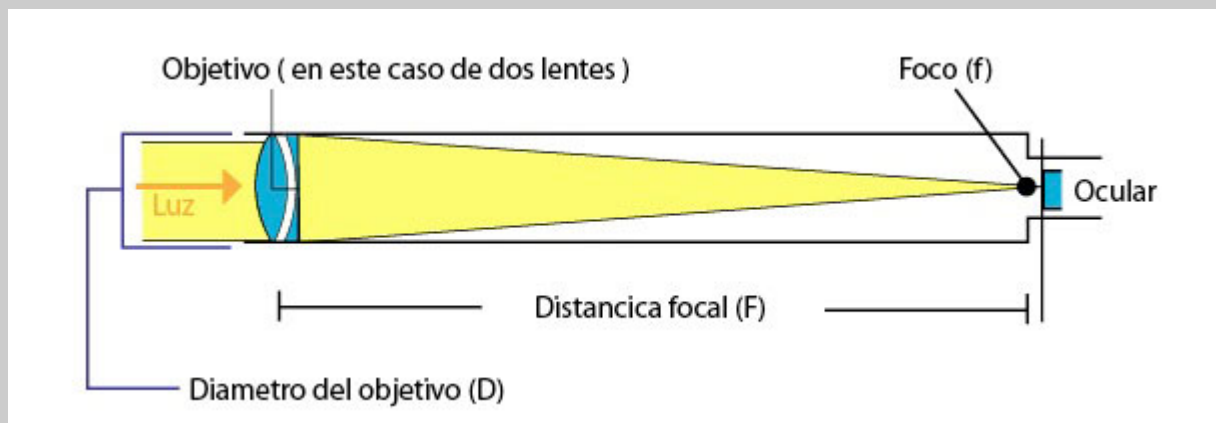 Objetivo ( en este caso de dos lentes )
Foco (f)
Luz
Ocular
Distancica focal (F)
Diametro del objetivo (D)